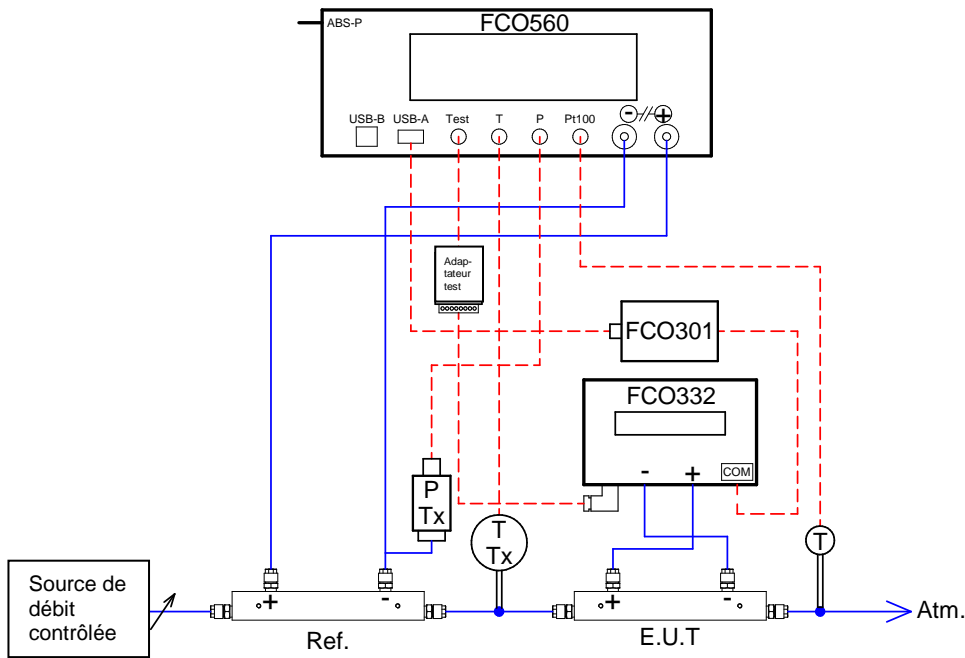 ABS-P
FCO560
USB-B USB-A Test T P Pt100
- +
Adap-
tateur
test
FCO301
FCO332
- + COM
P
Tx
T
Tx
T
Source de
débit
contrôlée
+ -
+ -
Atm.
Ref.
E.U.T